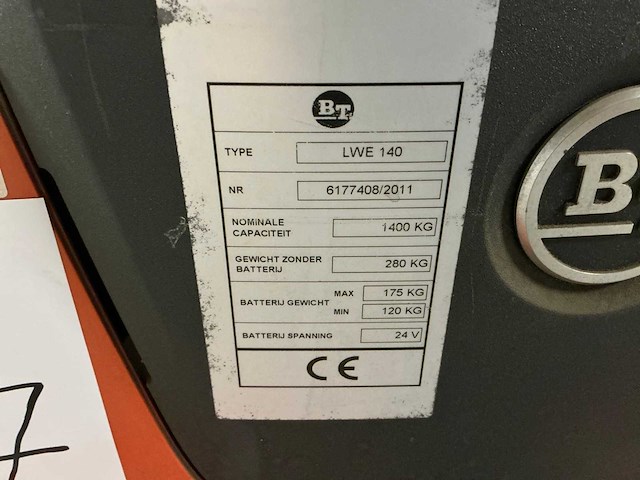 BT
TYPE LWE 140
NR 6177408/2011
NOMINALE
CAPACITEIT 1400 KG
GEWICHT ZONDER
BATTERIJ 280 KG
BATTERIJ GEWICHT MAX 175 KG
MIN 120 KG
BATTERIJ SPANNING 24 V
CE
B
7